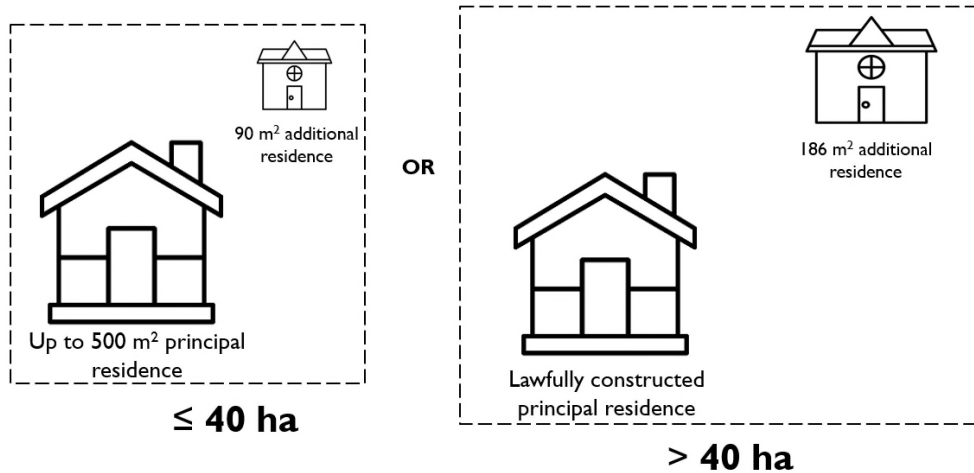 90 m² additional
residence
Up to 500 m² principal
residence
≤ 40 ha
OR
186 m² additional
residence
Lawfully constructed
principal residence
> 40 ha